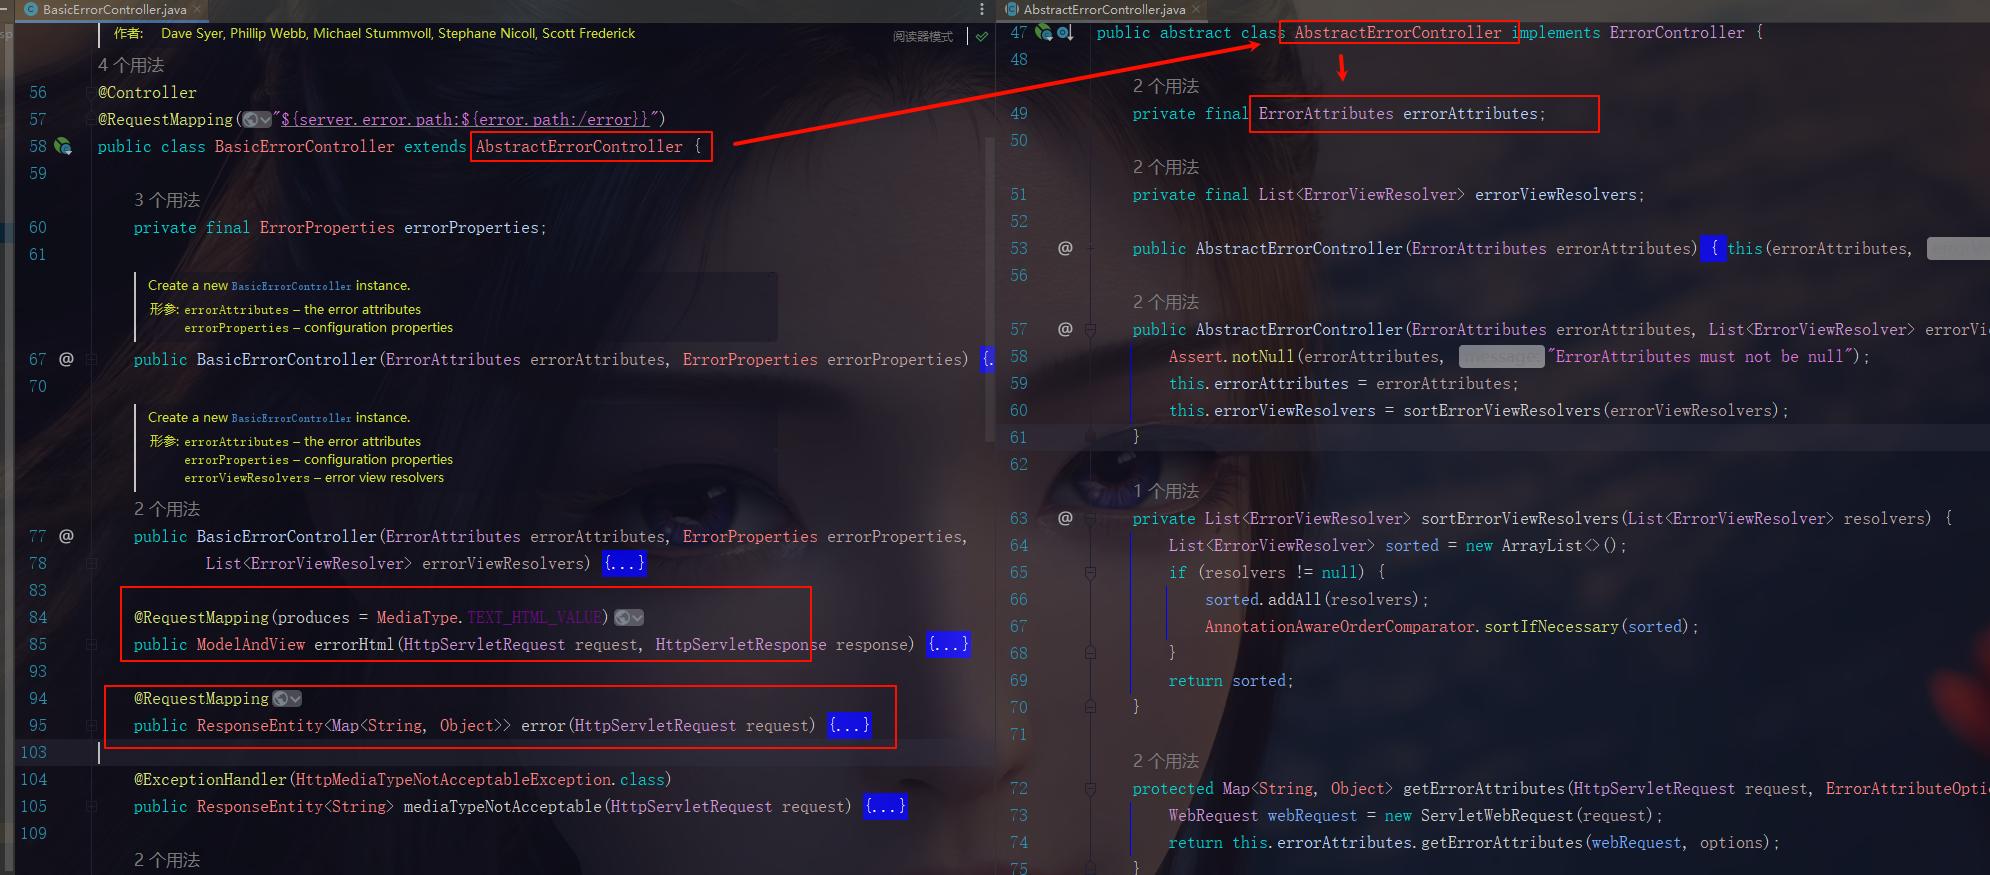 BasicErrorController.java
作者: Dave Syer, Phillip Webb, Michael Stummvoll, Stephane Nicoll, Scott Frederick
阅读器模式
4 个用法
56 @Controller
57 @RequestMapping("${server.error.path:${error.path:/error}}")
58 public class BasicErrorController extends AbstractErrorController {
59
3 个用法
60 private final ErrorProperties errorProperties;
61
Create a new BasicErrorController instance.
形参: errorAttributes – the error attributes
errorProperties – configuration properties
67 @ public BasicErrorController(ErrorAttributes errorAttributes, ErrorProperties errorProperties) {..
70
Create a new BasicErrorController instance.
形参: errorAttributes – the error attributes
errorProperties – configuration properties
errorViewResolvers – error view resolvers
2 个用法
77 @ public BasicErrorController(ErrorAttributes errorAttributes, ErrorProperties errorProperties,
78 List<ErrorViewResolver> errorViewResolvers) {...}
83
84 @RequestMapping(produces = MediaType.TEXT_HTML_VALUE)
85 public ModelAndView errorHtml(HttpServletRequest request, HttpServletResponse response) {...}
93
94 @RequestMapping
95 public ResponseEntity<Map<String, Object>> error(HttpServletRequest request) {...}
103
104 @ExceptionHandler(HttpMediaTypeNotAcceptableException.class)
105 public ResponseEntity<String> mediaTypeNotAcceptable(HttpServletRequest request) {...}
109
2 个用法
AbstractErrorController.java
47 public abstract class AbstractErrorController implements ErrorController {
48
2 个用法
49 private final ErrorAttributes errorAttributes;
50
2 个用法
51 private final List<ErrorViewResolver> errorViewResolvers;
52
53 @ public AbstractErrorController(ErrorAttributes errorAttributes) { this(errorAttributes,
56
2 个用法
57 @ public AbstractErrorController(ErrorAttributes errorAttributes, List<ErrorViewResolver> errorVi
58 Assert.notNull(errorAttributes, message: "ErrorAttributes must not be null");
59 this.errorAttributes = errorAttributes;
60 this.errorViewResolvers = sortErrorViewResolvers(errorViewResolvers);
61 }
62
1 个用法
63 @ private List<ErrorViewResolver> sortErrorViewResolvers(List<ErrorViewResolver> resolvers) {
64 List<ErrorViewResolver> sorted = new ArrayList<>();
65 if (resolvers != null) {
66 sorted.addAll(resolvers);
67 AnnotationAwareOrderComparator.sortIfNecessary(sorted);
68 }
69 return sorted;
70 }
71
2 个用法
72 protected Map<String, Object> getErrorAttributes(HttpServletRequest request, ErrorAttributeOpti
73 WebRequest webRequest = new ServletWebRequest(request);
74 return this.errorAttributes.getErrorAttributes(webRequest, options);
75 }